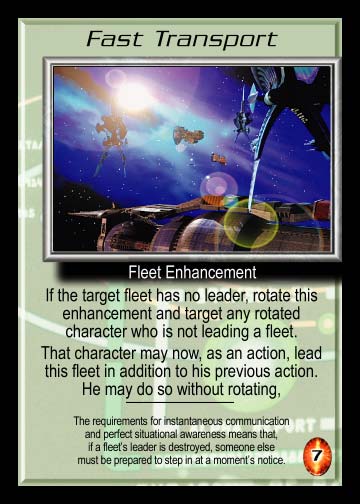 Fast Transport
Fleet Enhancement
If the target fleet has no leader, rotate this
enhancement and target any rotated
character who is not leading a fleet.
That character may now, as an action, lead
this fleet in addition to his previous action.
He may do so without rotating,
The requirements for instantaneous communication
and perfect situational awareness means that,
if a fleet's leader is destroyed, someone else
must be prepared to step in at a moment's notice.
7